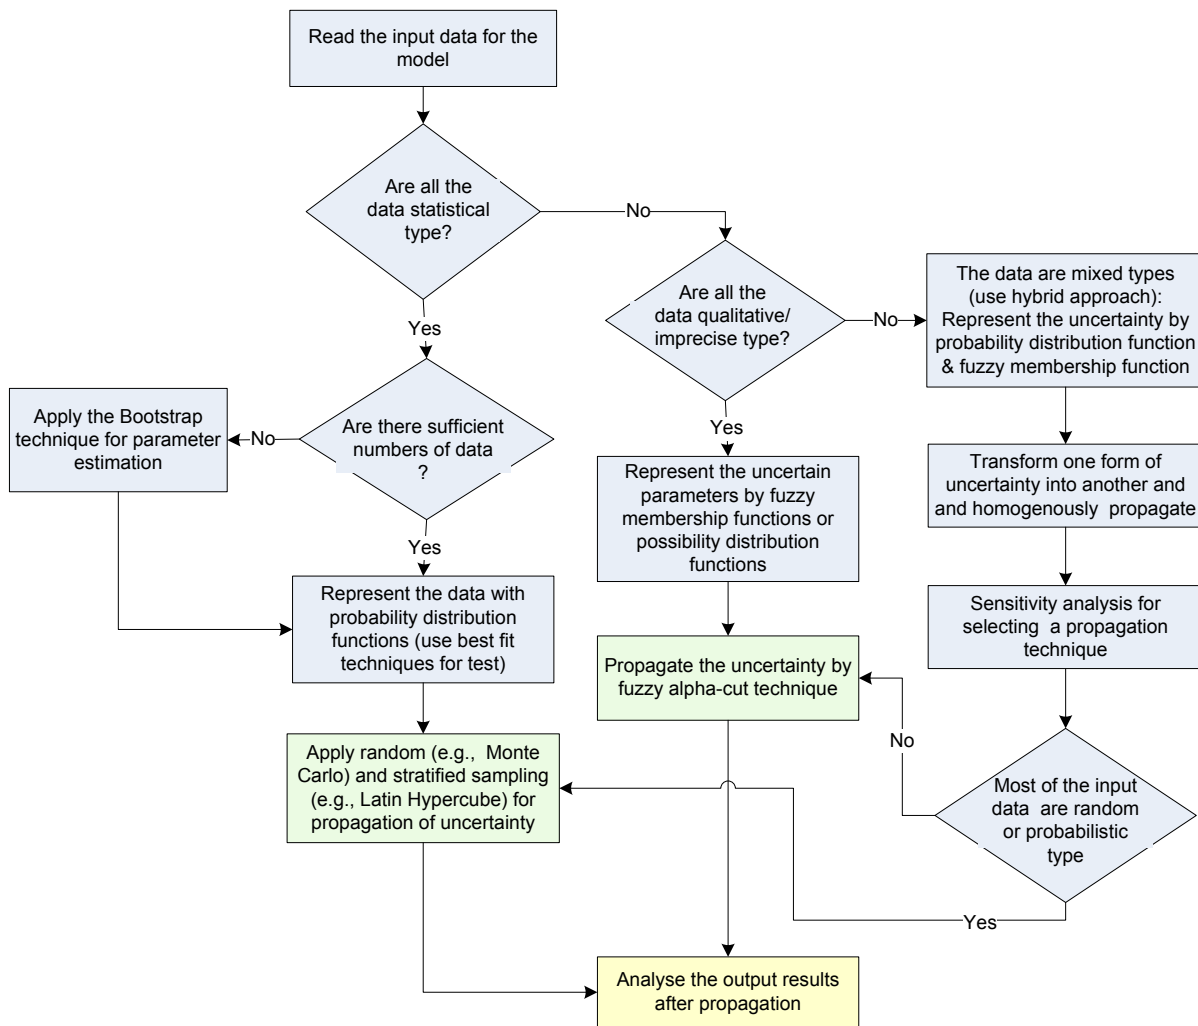 Read the input data for the
model
Are all the
data statistical
type?
No
Yes
Are all the
data qualitative/
imprecise type?
No
Yes
The data are mixed types
(use hybrid approach):
Represent the uncertainty by
probability distribution function
& fuzzy membership function
Apply the Bootstrap
technique for parameter
estimation
No
Are there sufficient
numbers of data
?
Yes
Represent the uncertain
parameters by fuzzy
membership functions or
possibility distribution
functions
Transform one form of
uncertainty into another and
and homogenously propagate
Represent the data with
probability distribution
functions (use best fit
techniques for test)
Sensitivity analysis for
selecting a propagation
technique
Propagate the uncertainty by
fuzzy alpha-cut technique
No
Apply random (e.g., Monte
Carlo) and stratified sampling
(e.g., Latin Hypercube) for
propagation of uncertainty
Most of the input
data are random
or probabilistic
type
Yes
Analyse the output results
after propagation